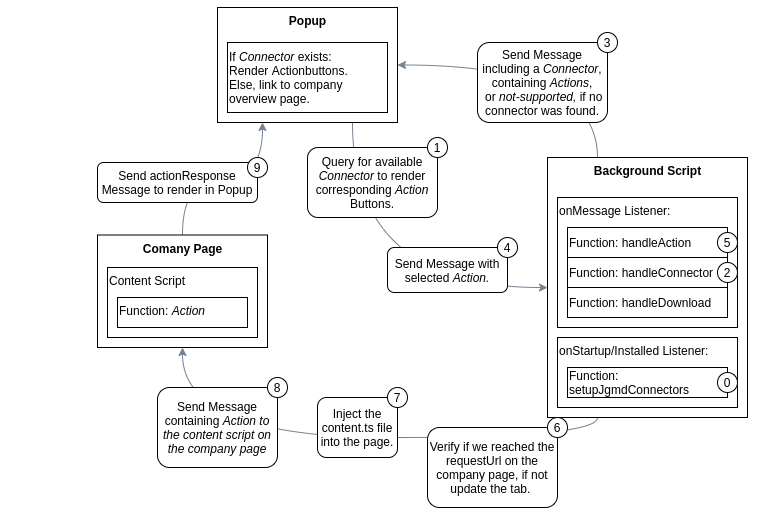 Popup
If Connector exists:
Render Actionbuttons.
Else, link to company
overview page.
3
Send Message
including a Connector,
containing Actions,
or not-supported, if no
connector was found.
1
Query for available
Connector to render
corresponding Action
Buttons.
9
Send actionResponse
Message to render in Popup
Background Script
onMessage Listener:
Function: handleAction
5
Function: handleConnector
2
Function: handleDownload
onStartup/Installed Listener:
Function:
setupJgmdConnectors
0
4
Send Message with
selected Action.
Comany Page
Content Script
Function: Action
8
Send Message
containing Action to
the content script on
the company page
7
Inject the
content.ts file
into the page.
6
Verify if we reached the
requestUrl on the
company page, if not
update the tab.